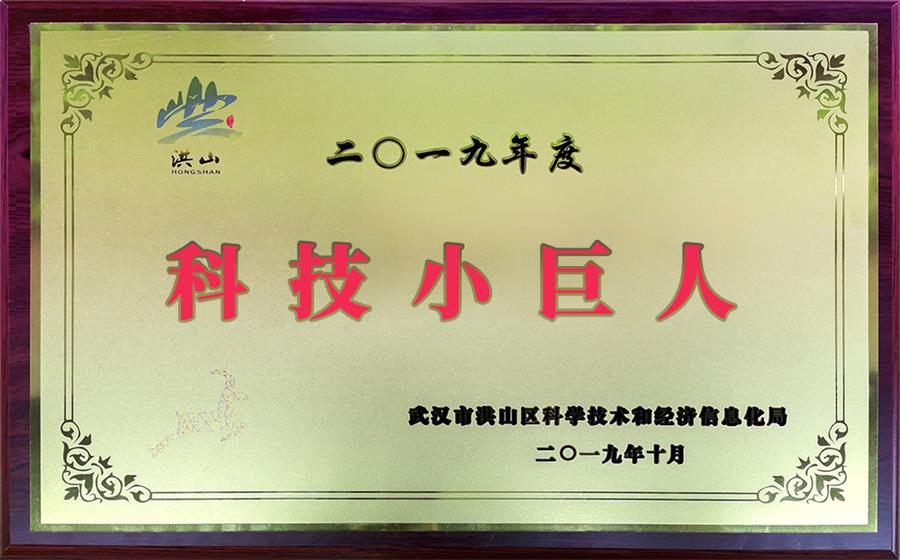 洪山
HONGSHAN
二〇一九年度
科技小巨人
武汉市洪山区科学技术和经济信息化局
二〇一九年十月